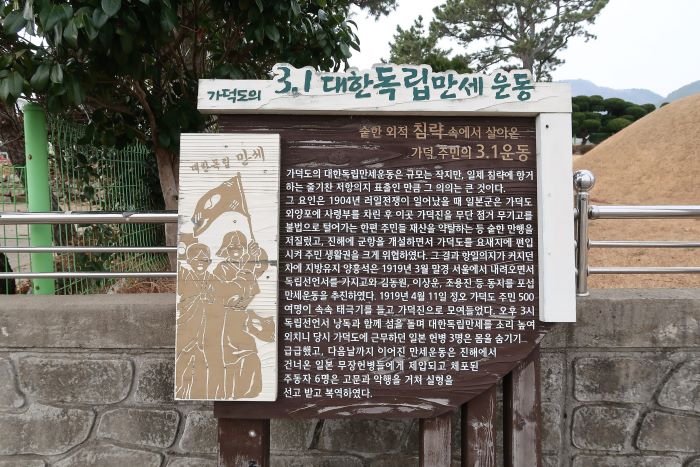 가덕도의 3.1 대한독립만세 운동
숱한 외적 침략 속에서 살아온
가덕 주민의 3.1운동
대한독립 만세
가덕도의 대한독립만세운동은 규모는 작지만, 일제 침략에 항거
하는 줄기찬 저항의지 표출인 만큼 그 의의는 큰 것이다.
그 요인은 1904년 러일전쟁이 일어났을 때 일본군은 가덕도
외양포에 사령부를 차린 후 이곳 가덕진을 무단 점거 무기고를
불법으로 털어가는 한편 주민들 재산을 약탈하는 등 숱한 만행을
저질렀고, 진해에 군항을 개설하면서 가덕도를 요새지에 편입
시켜 주민 생활권을 크게 위협하였다. 그 결과 항일의지가 커지던
차에 지방유지 양홍석은 1919년 3월 말경 서울에서 내려오면서
독립선언서를 가지고와 김동원, 이상운, 조용진 등 동지를 포섭
만세운동을 추진하였다. 1919년 4월 11일 정오 가덕도 주민 500
여명이 속속 태극기를 들고 가덕진으로 모여들었다. 오후 3시
독립선언서 낭독과 함께 섬을 돌며 대한독립만세를 소리 높여
외치니 당시 가덕도에 근무하던 일본 헌병 3명은 몸을 숨기기
급급했고, 다음날까지 이어진 만세운동은 진해에서
건너온 일본 무장헌병들에게 제압되고 체포된
주동자 6명은 고문과 악행을 거쳐 실형을
선고 받고 복역하였다.